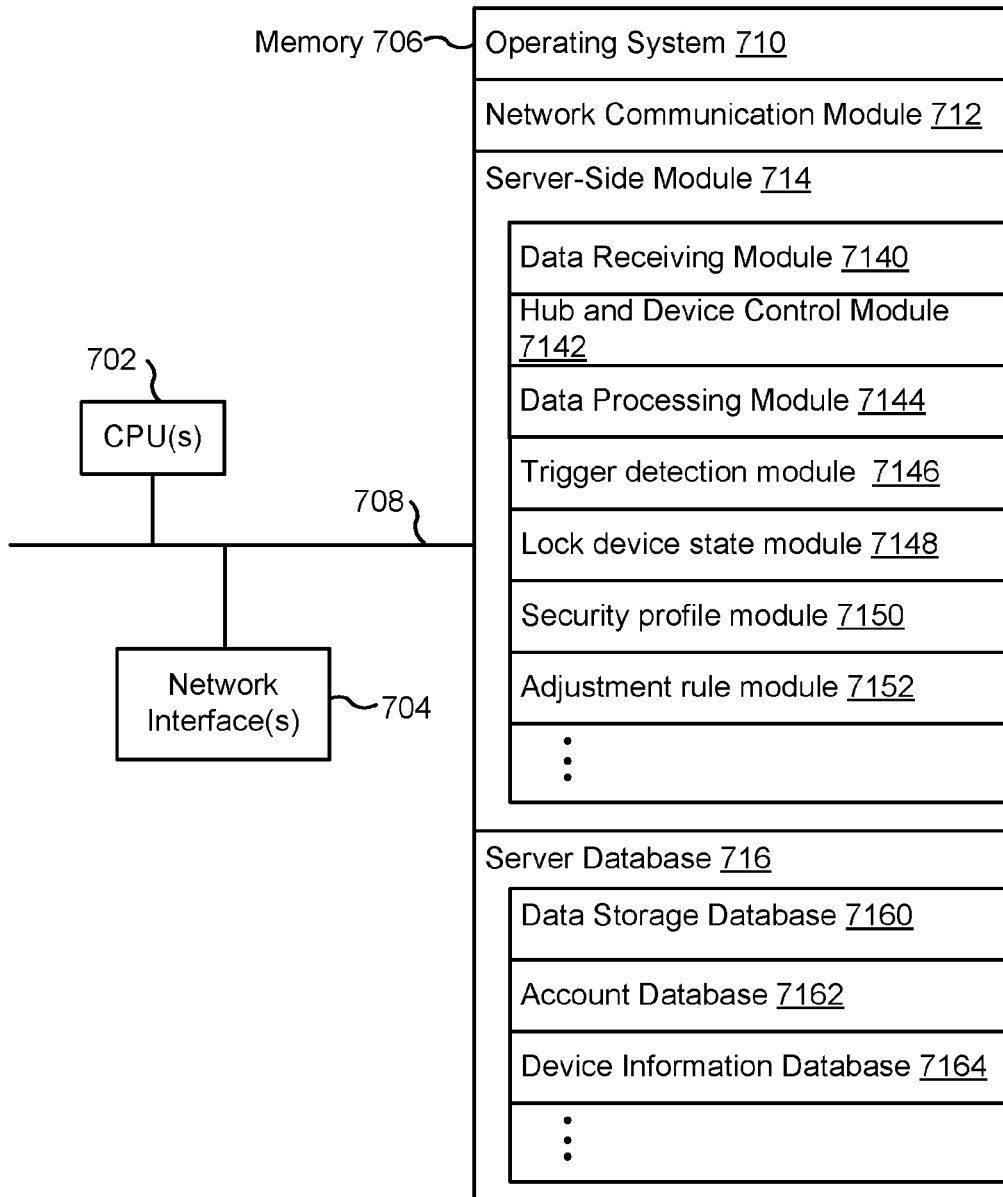 Memory 706
Operating System 710
Network Communication Module 712
Server-Side Module 714
Data Receiving Module 7140
Hub and Device Control Module
7142
Data Processing Module 7144
Trigger detection module 7146
Lock device state module 7148
Security profile module 7150
Adjustment rule module 7152
702
CPU(s)
708
Network
Interface(s)
704
Server Database 716
Data Storage Database 7160
Account Database 7162
Device Information Database 7164